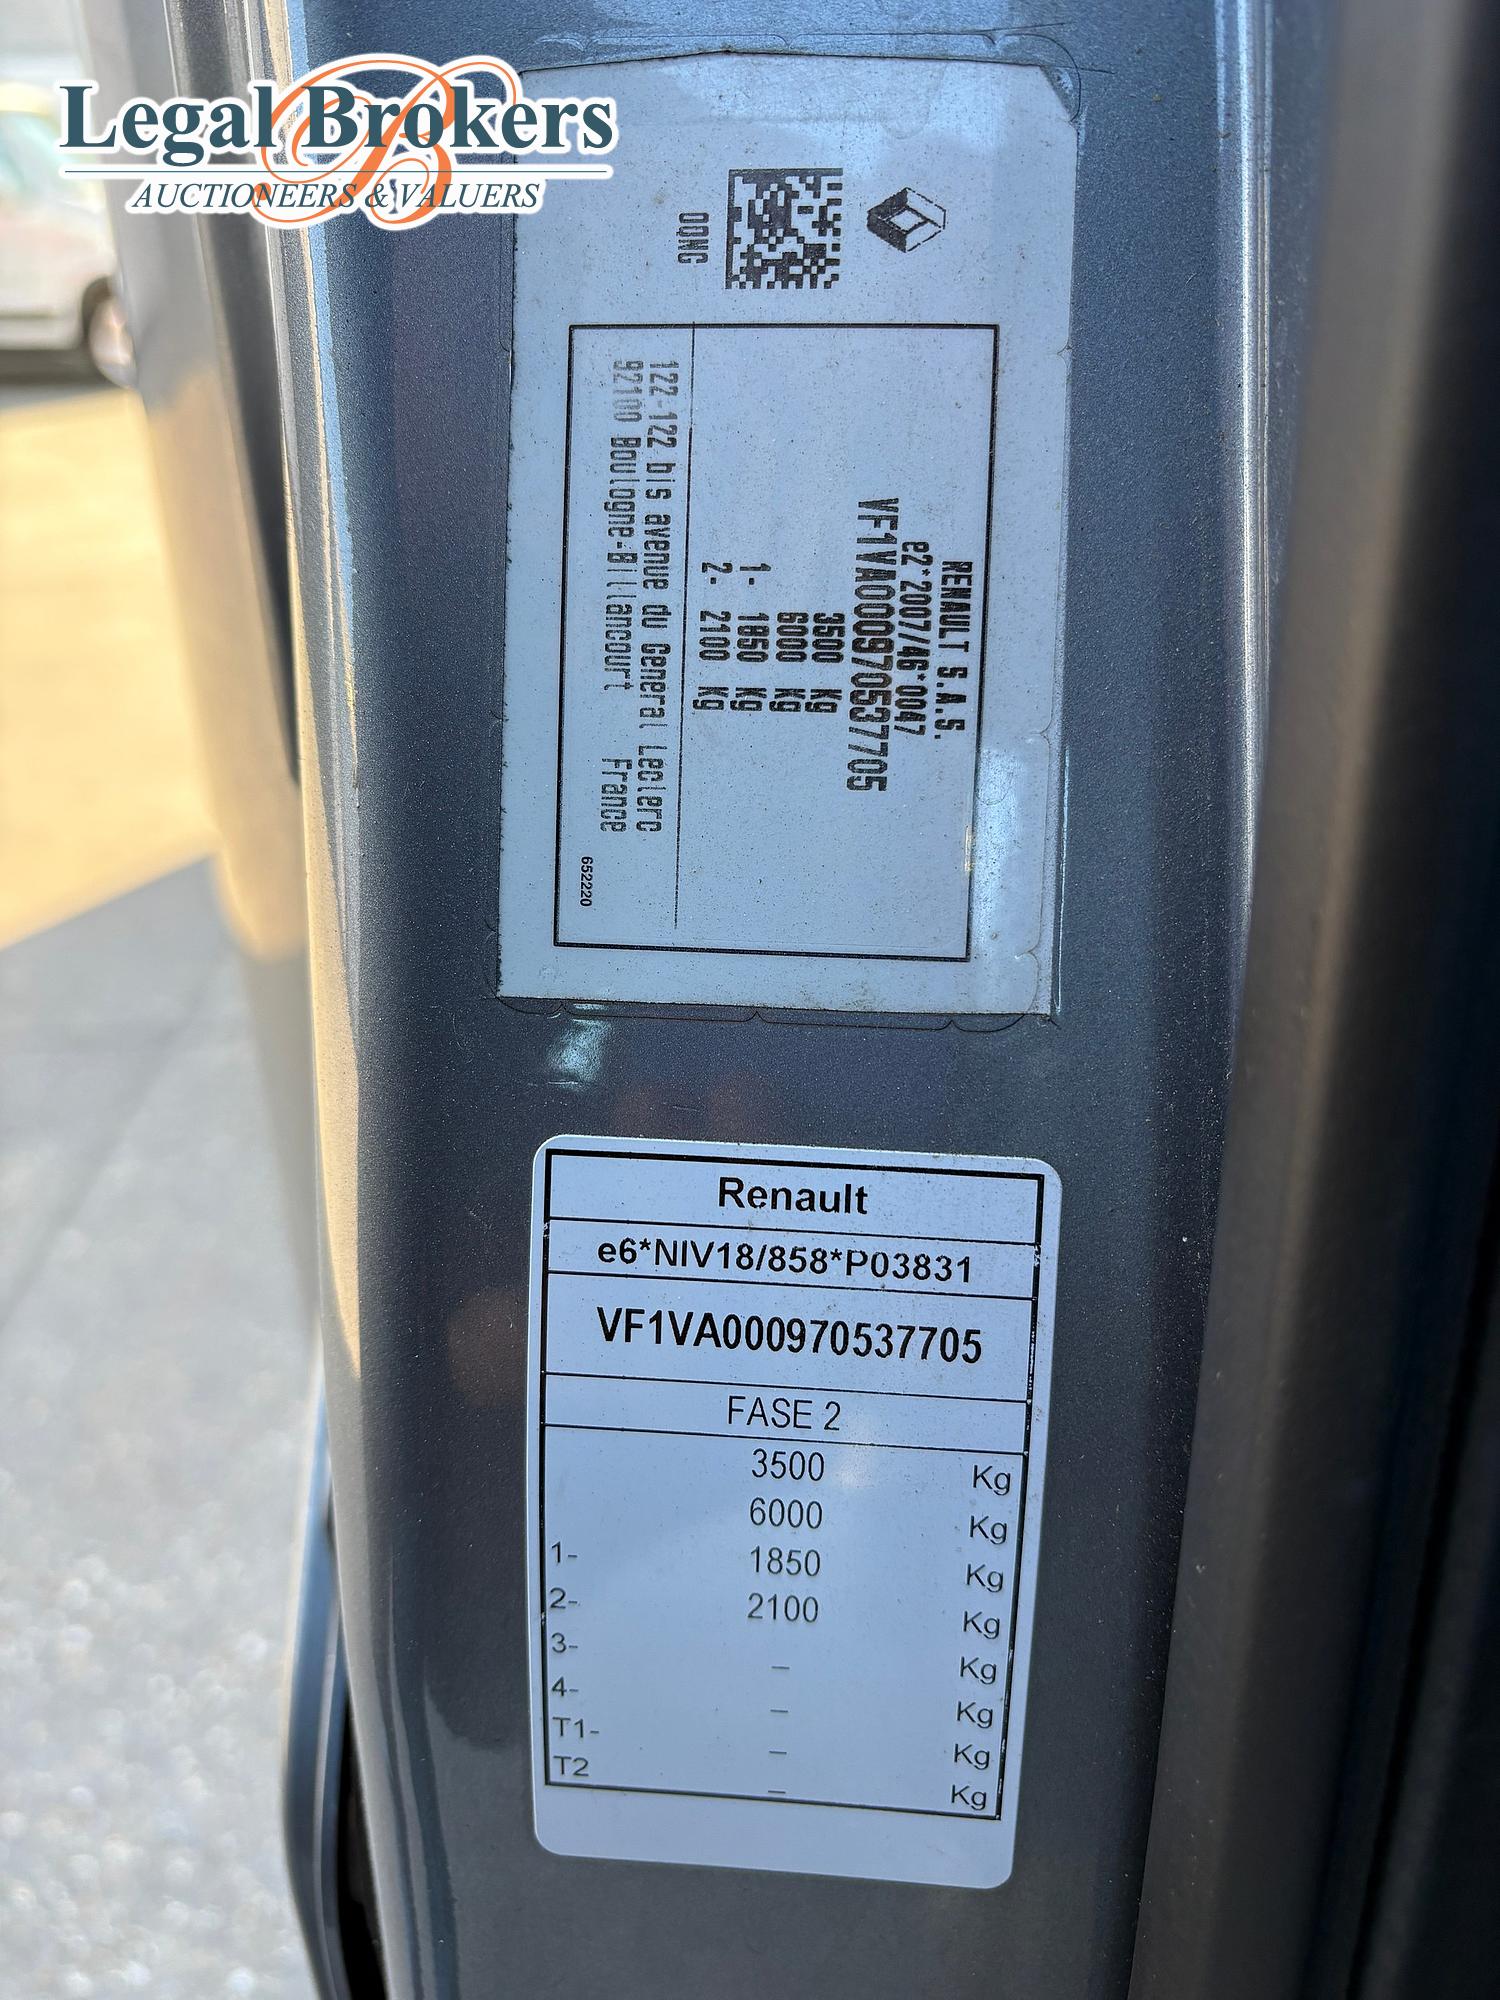 Legal Brokers
AUCTIONEERS & VALUERS
0QNG
RENAULT S.A.S.
e2*2007/46*0047
VF1VA000970537705
3500 Kg
6000 Kg
1- 1850 Kg
2- 2100 Kg
122-122 bis avenue du General Leclerc
92100 Boulogne-Billancourt France
652220
Renault
e6*NIV18/858*P03831
VF1VA000970537705
FASE 2
3500 Kg
6000 Kg
1- 1850 Kg
2- 2100 Kg
3- – Kg
4- – Kg
T1- – Kg
T2 – Kg